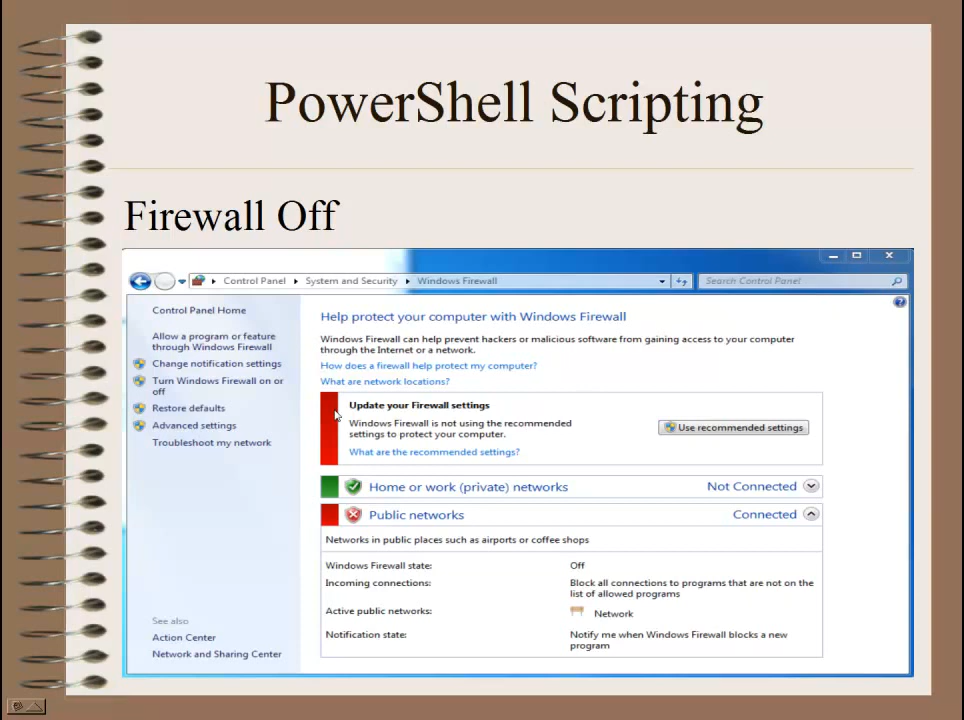 PowerShell Scripting
Firewall Off
Control Panel
System and Security
Windows Firewall
Search Control Panel
Control Panel Home
Allow a program or feature
through Windows Firewall
Change notification settings
Turn Windows Firewall on or
off
Restore defaults
Advanced settings
Troubleshoot my network
See also
Action Center
Network and Sharing Center
Help protect your computer with Windows Firewall
Windows Firewall can help prevent hackers or malicious software from gaining access to your computer
through the Internet or a network.
How does a firewall help protect my computer?
What are network locations?
Update your Firewall settings
Windows Firewall is not using the recommended
settings to protect your computer.
What are the recommended settings?
Use recommended settings
Home or work (private) networks Not Connected
Public networks Connected
Networks in public places such as airports or coffee shops
Windows Firewall state: Off
Incoming connections: Block all connections to programs that are not on the
list of allowed programs
Active public networks: Network
Notification state: Notify me when Windows Firewall blocks a new
program